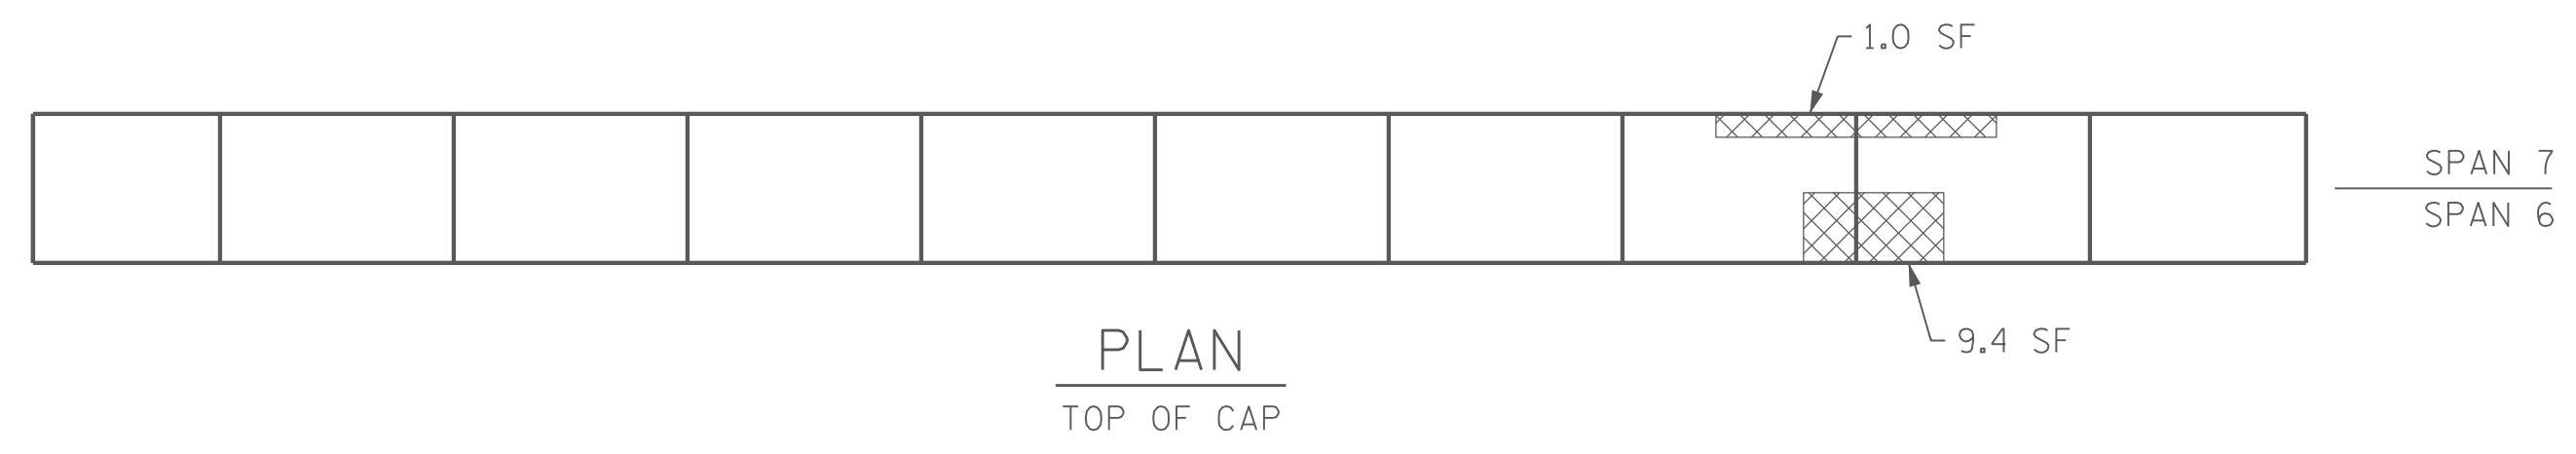 1.0 SF
SPAN 7
SPAN 6
9.4 SF
PLAN
TOP OF CAP